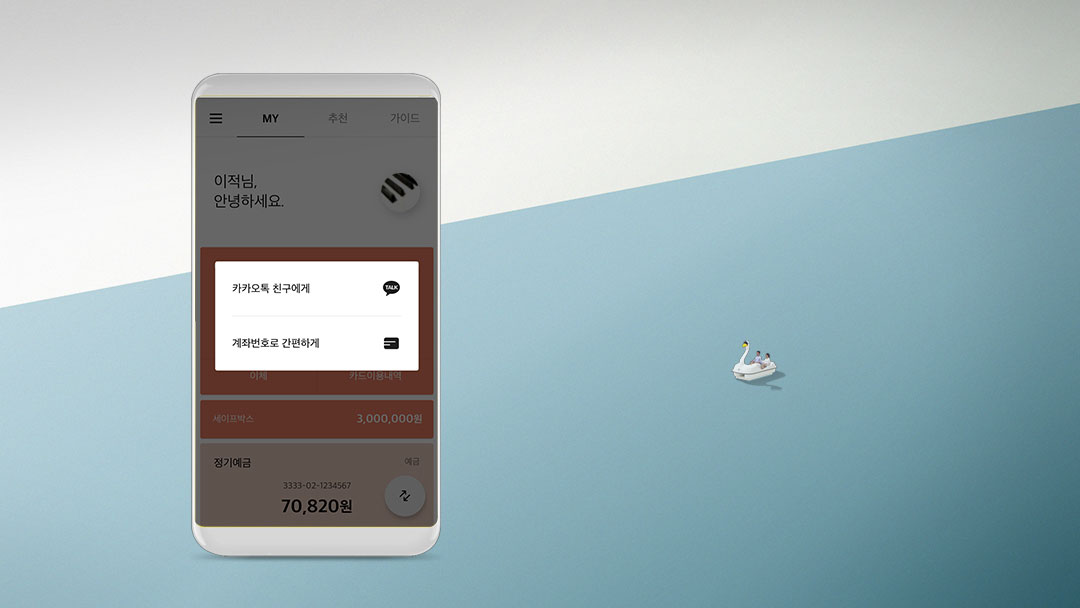 MY 추천 가이드
이적님,
안녕하세요.
카카오톡 친구에게 TALK
계좌번호로 간편하게
이체 카드이용내역
세이프박스 3,000,000원
정기예금 예금
3333-02-1234567
70,820원